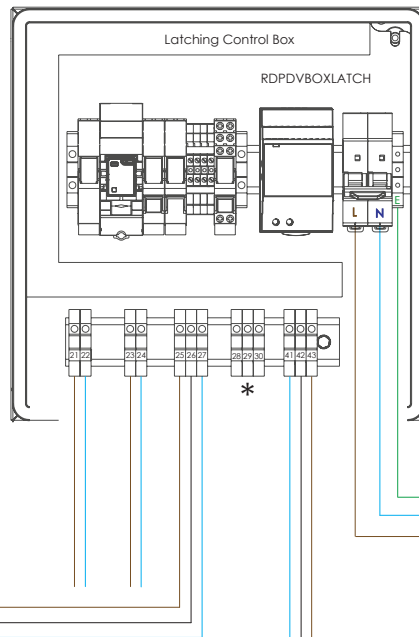 Latching Control Box
RDPDVBOXLATCH
L N E
21 22 23 24 25 26 27 28 29 30 41 42 43
*